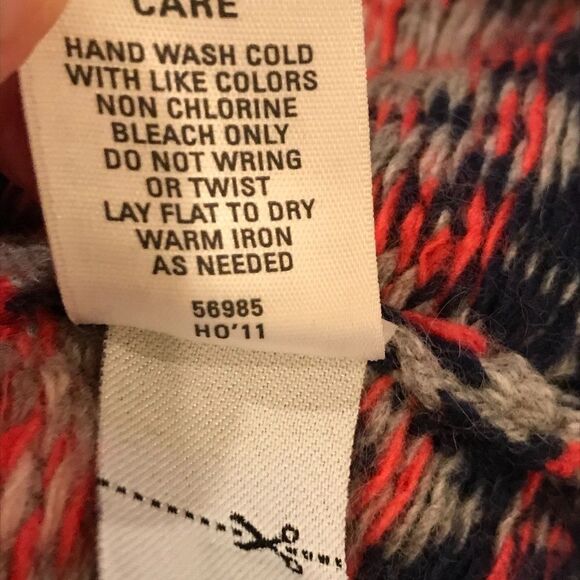 CARE
HAND WASH COLD
WITH LIKE COLORS
NON CHLORINE
BLEACH ONLY
DO NOT WRING
OR TWIST
LAY FLAT TO DRY
WARM IRON
AS NEEDED
56985
HO'11